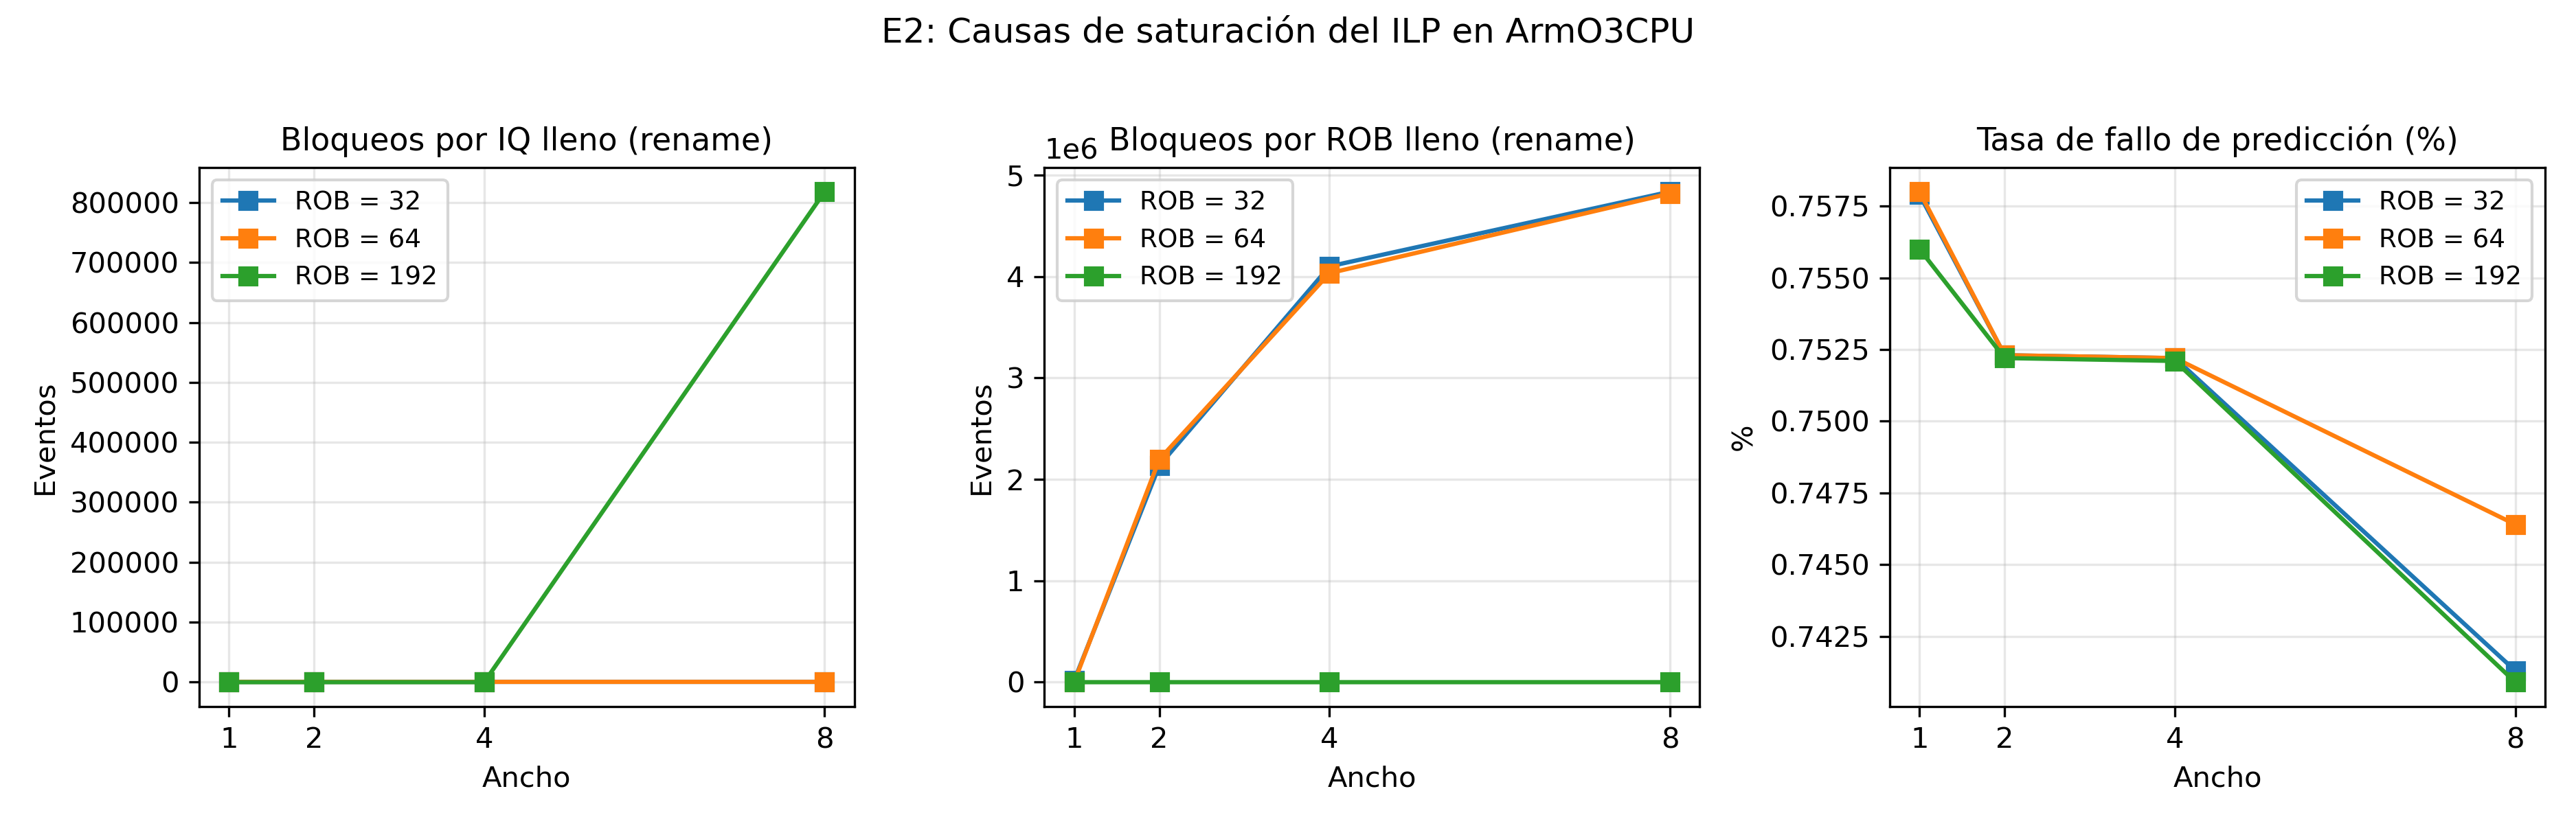 E2: Causas de saturación del ILP en ArmO3CPU
Bloqueos por IQ lleno (rename)
ROB = 32
ROB = 64
ROB = 192
800000
700000
600000
500000
400000
300000
200000
100000
0
Eventos
1 2 4 8
Ancho
1e6
Bloqueos por ROB lleno (rename)
ROB = 32
ROB = 64
ROB = 192
5
4
3
2
1
0
Eventos
1 2 4 8
Ancho
Tasa de fallo de predicción (%)
ROB = 32
ROB = 64
ROB = 192
0.7575
0.7550
0.7525
0.7500
0.7475
0.7450
0.7425
%
1 2 4 8
Ancho